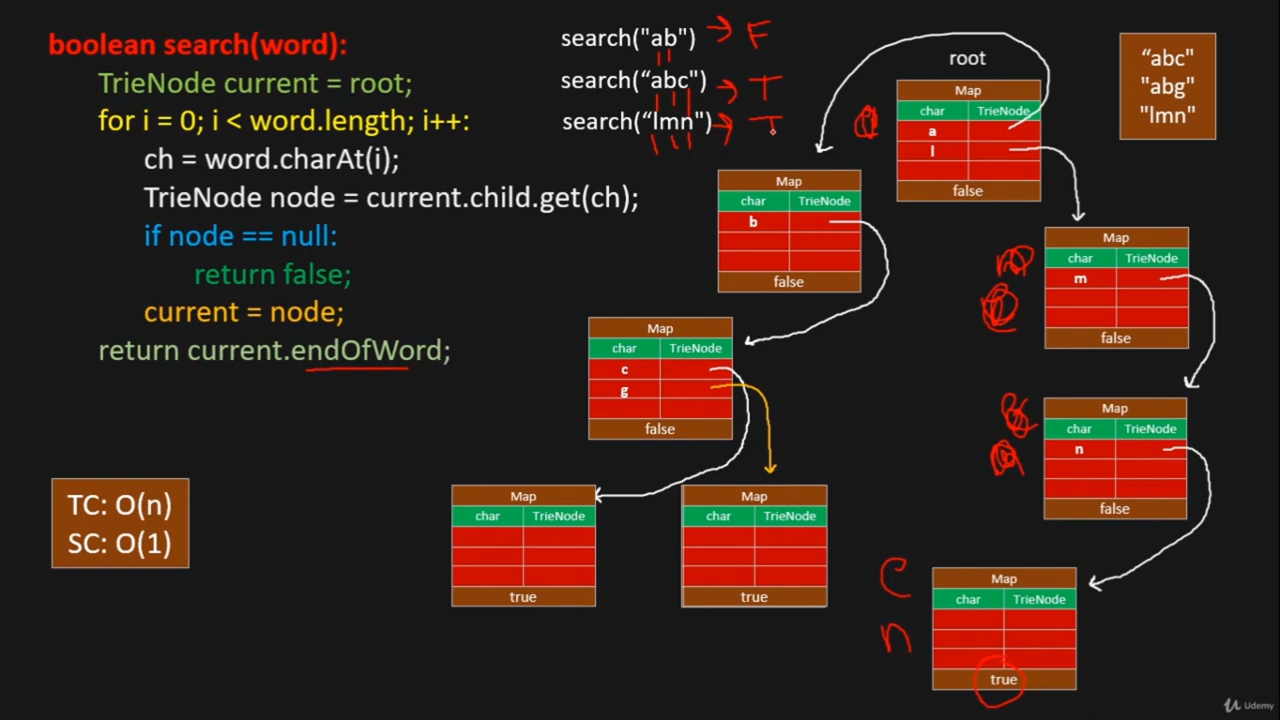 boolean search(word):
TrieNode current = root;
for i = 0; i < word.length; i++:
ch = word.charAt(i);
TrieNode node = current.child.get(ch);
if node == null:
return false;
current = node;
return current.endOfWord;
TC: O(n)
SC: O(1)
search("ab") → F
search(“abc") → T
search(“lmn") → T
“abc"
"abg"
"lmn"
root
Map
char TrieNode
a
l
false
Map
char TrieNode
b
false
Map
char TrieNode
m
false
Map
char TrieNode
c
g
false
Map
char TrieNode
n
false
Map
char TrieNode
true
Map
char TrieNode
true
Map
char TrieNode
true
C
n
Udemy